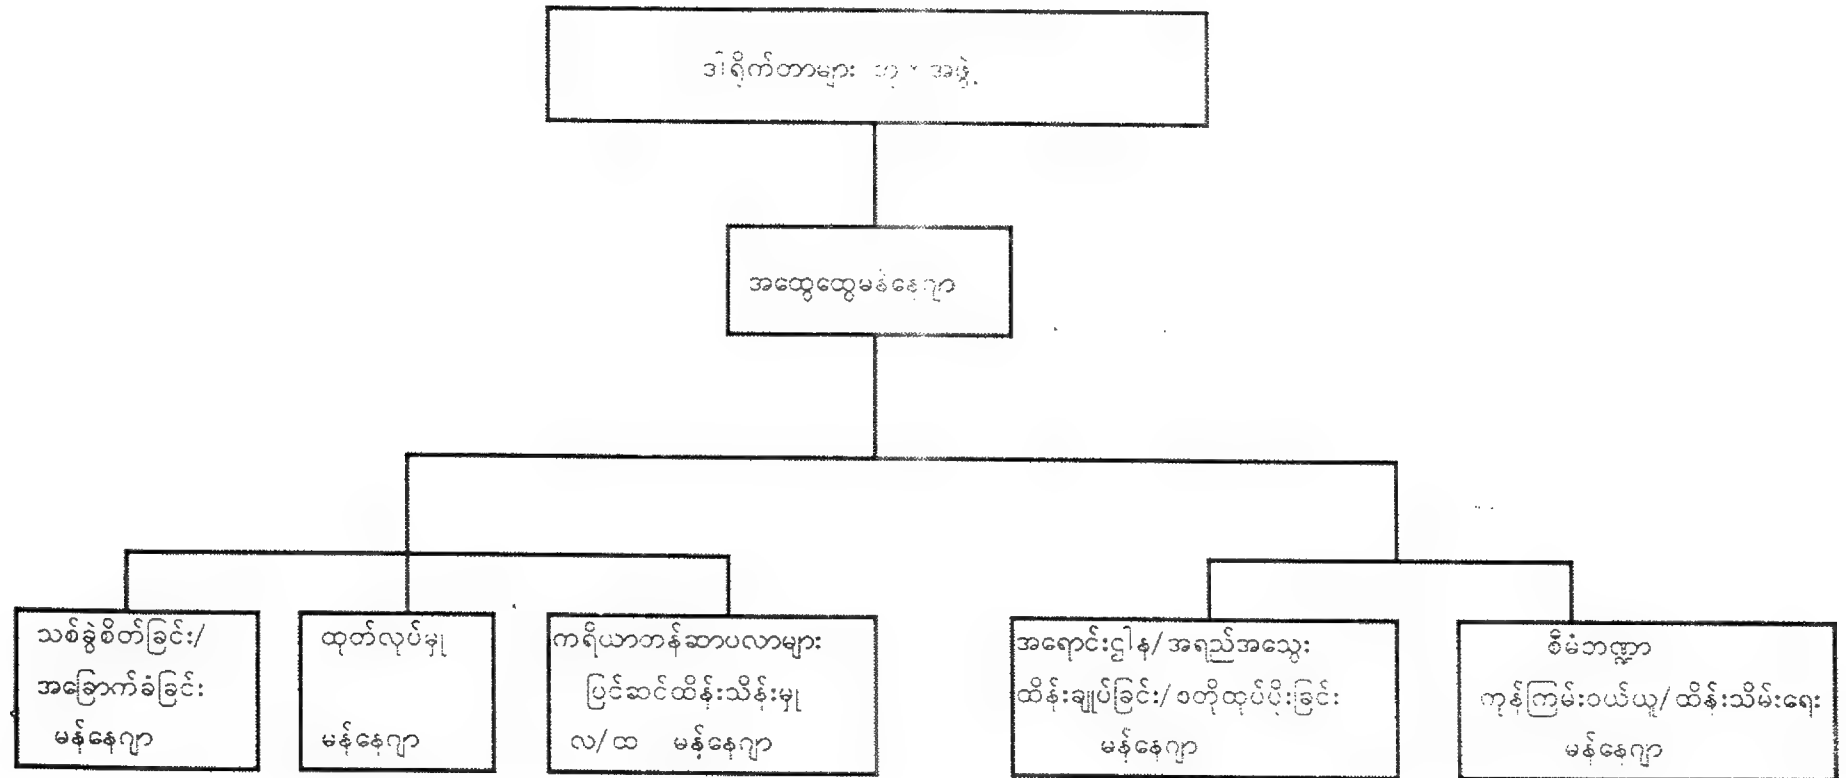 ဒါရိုက်တာများ အဖွဲ့
အထွေထွေမန်နေဂျာ
သစ်ခွဲစိတ်ခြင်း/
အခြောက်ခံခြင်း
မန်နေဂျာ
ထုတ်လုပ်မှု
မန်နေဂျာ
ကရိယာတန်ဆာပလာများ
ပြင်ဆင်ထိန်းသိန်းမှု
လ/ထ မန်နေဂျာ
အရောင်းဌါန/အရည်အသွေး
ထိန်းချုပ်ခြင်း/စတိုထုပ်ပိုးခြင်း
မန်နေဂျာ
စီမံဘဏ္ဍာ
ကုန်ကြမ်းဝယ်ယူ/ထိန်းသိမ်းရေး
မန်နေဂျာ